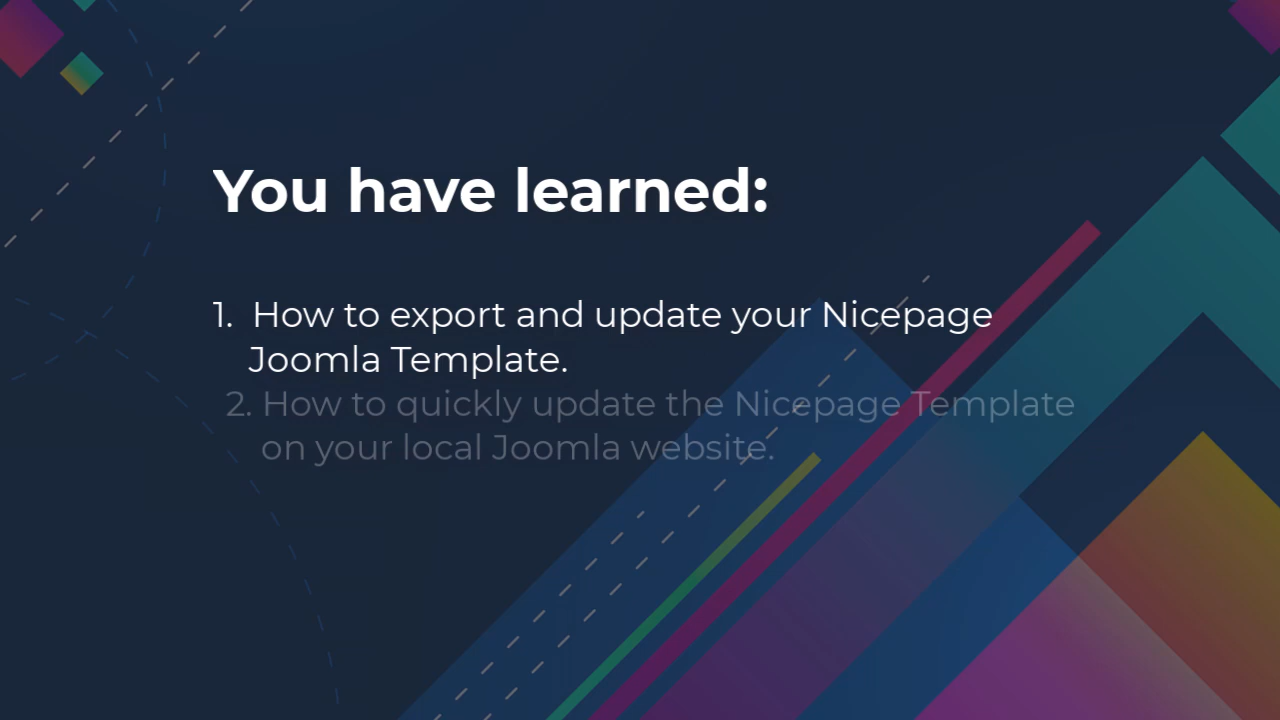 You have learned:
1. How to export and update your Nicepage
Joomla Template.
2. How to quickly update the Nicepage Template
on your local Joomla website.